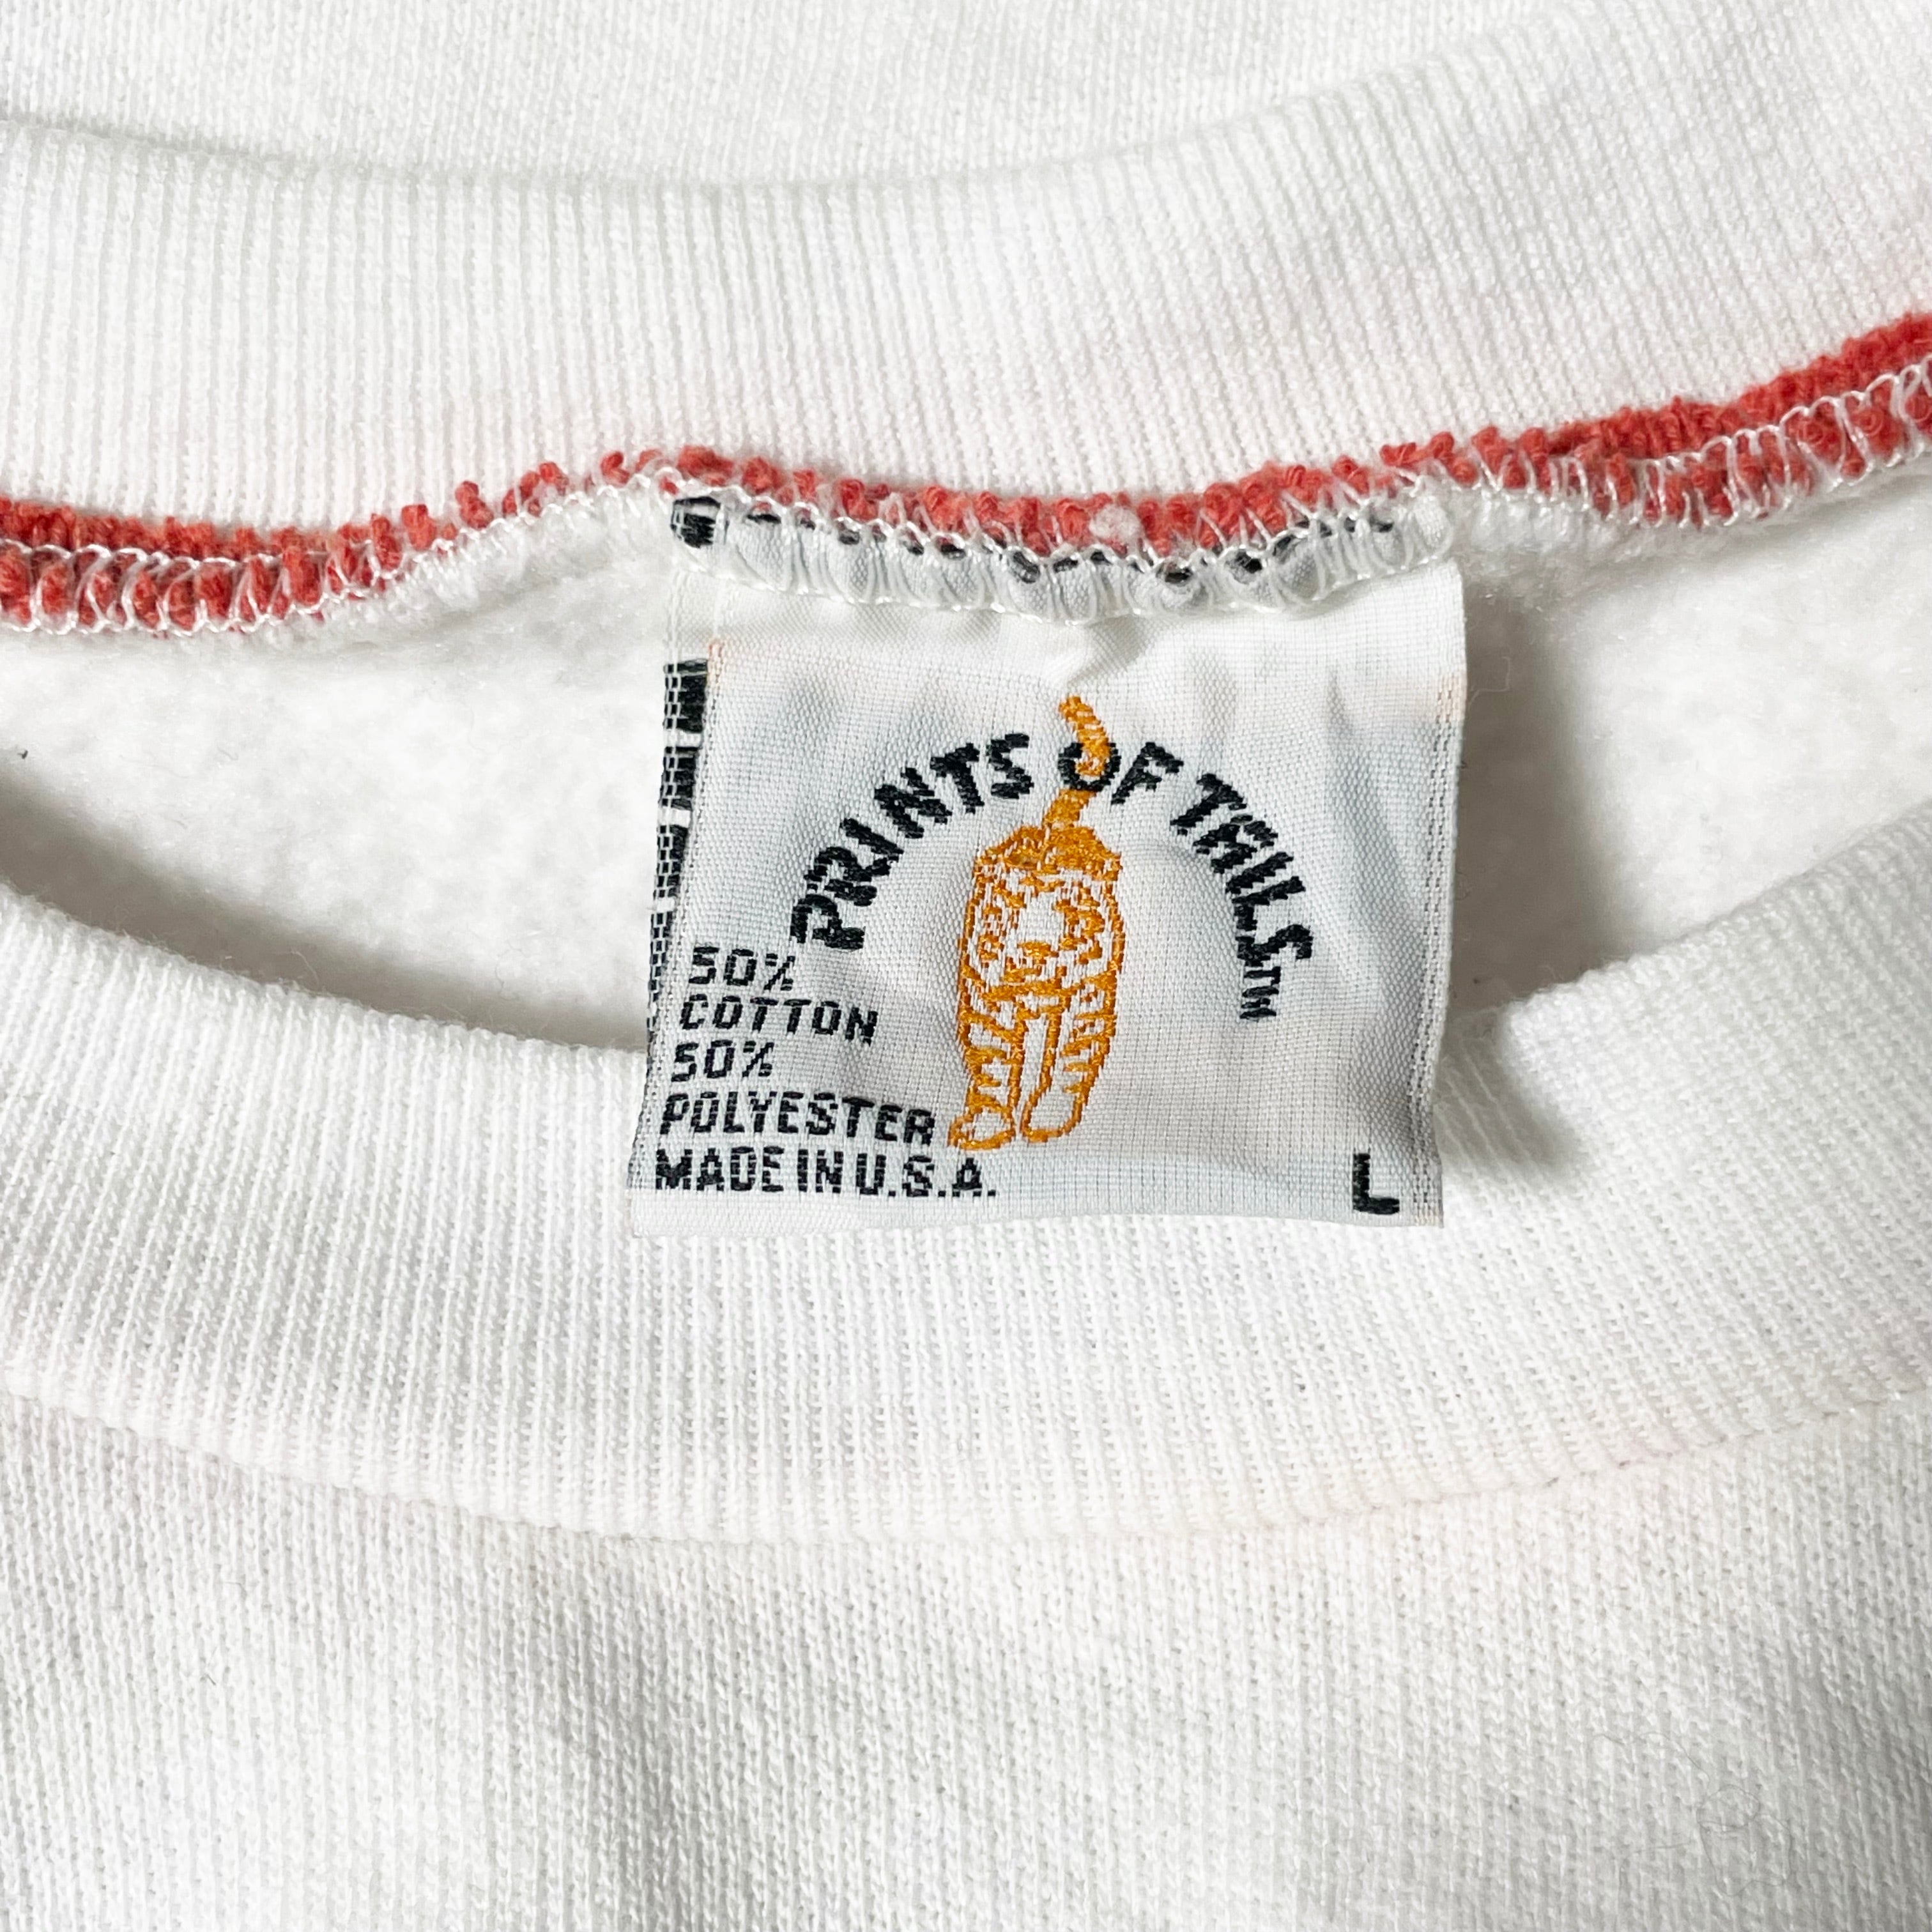 PRINTS OF TAILS™
50%
COTTON
50%
POLYESTER
MADE IN U.S.A.
L